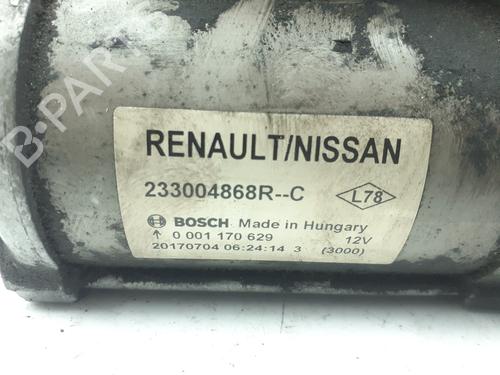 RENAULT/NISSAN
233004868R--C L78
BOSCH Made in Hungary
↑ 0 001 170 629 12V
20170704 06:24:14 3 (3000)
B-PARTS